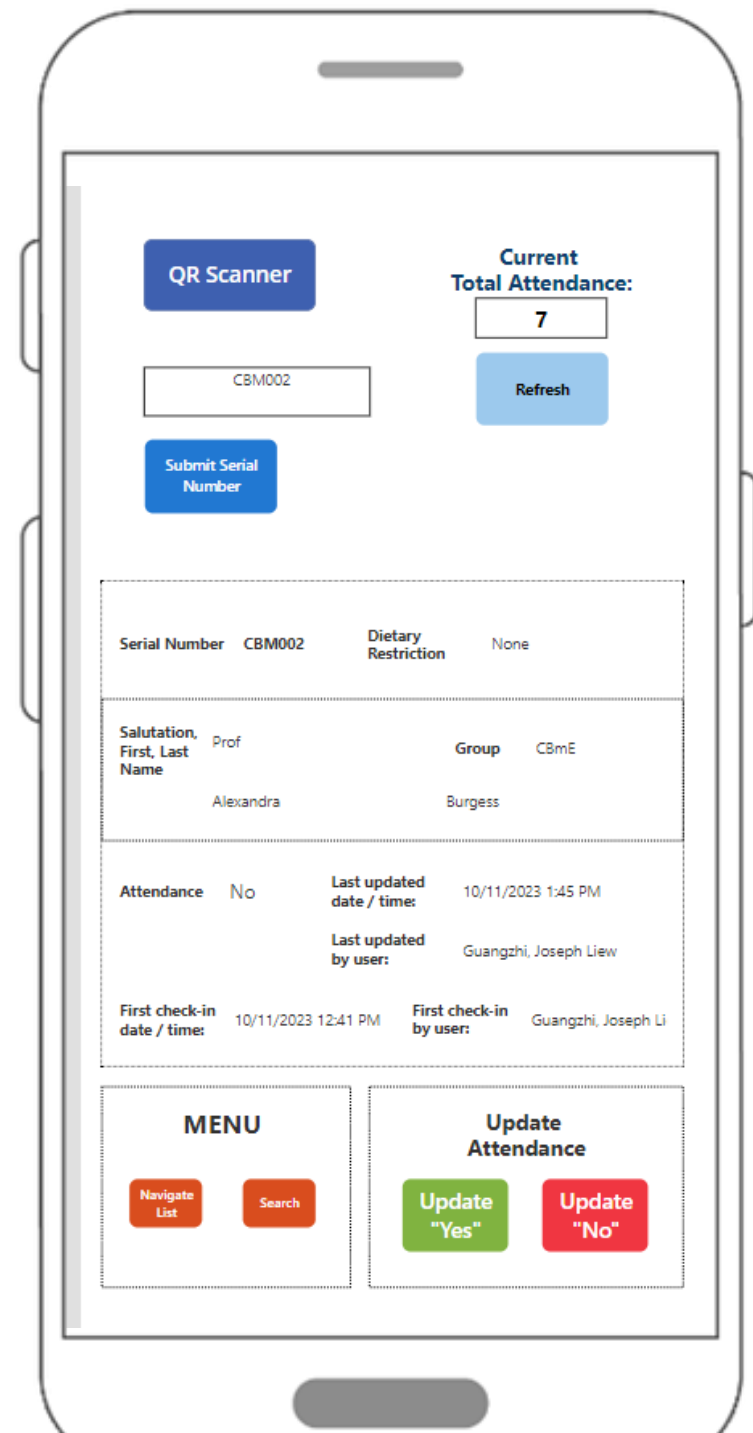 QR Scanner
Current
Total Attendance:
7
CBM002
Refresh
Submit Serial
Number
Serial Number CBM002
Dietary
Restriction
None
Salutation,
First, Last
Name
Prof
Group CBmE
Alexandra Burgess
Attendance No
Last updated
date / time:
10/11/2023 1:45 PM
Last updated
by user:
Guangzhi, Joseph Liew
First check-in
date / time:
10/11/2023 12:41 PM
First check-in
by user:
Guangzhi, Joseph Li
MENU
Navigate
List
Search
Update
Attendance
Update
"Yes"
Update
"No"